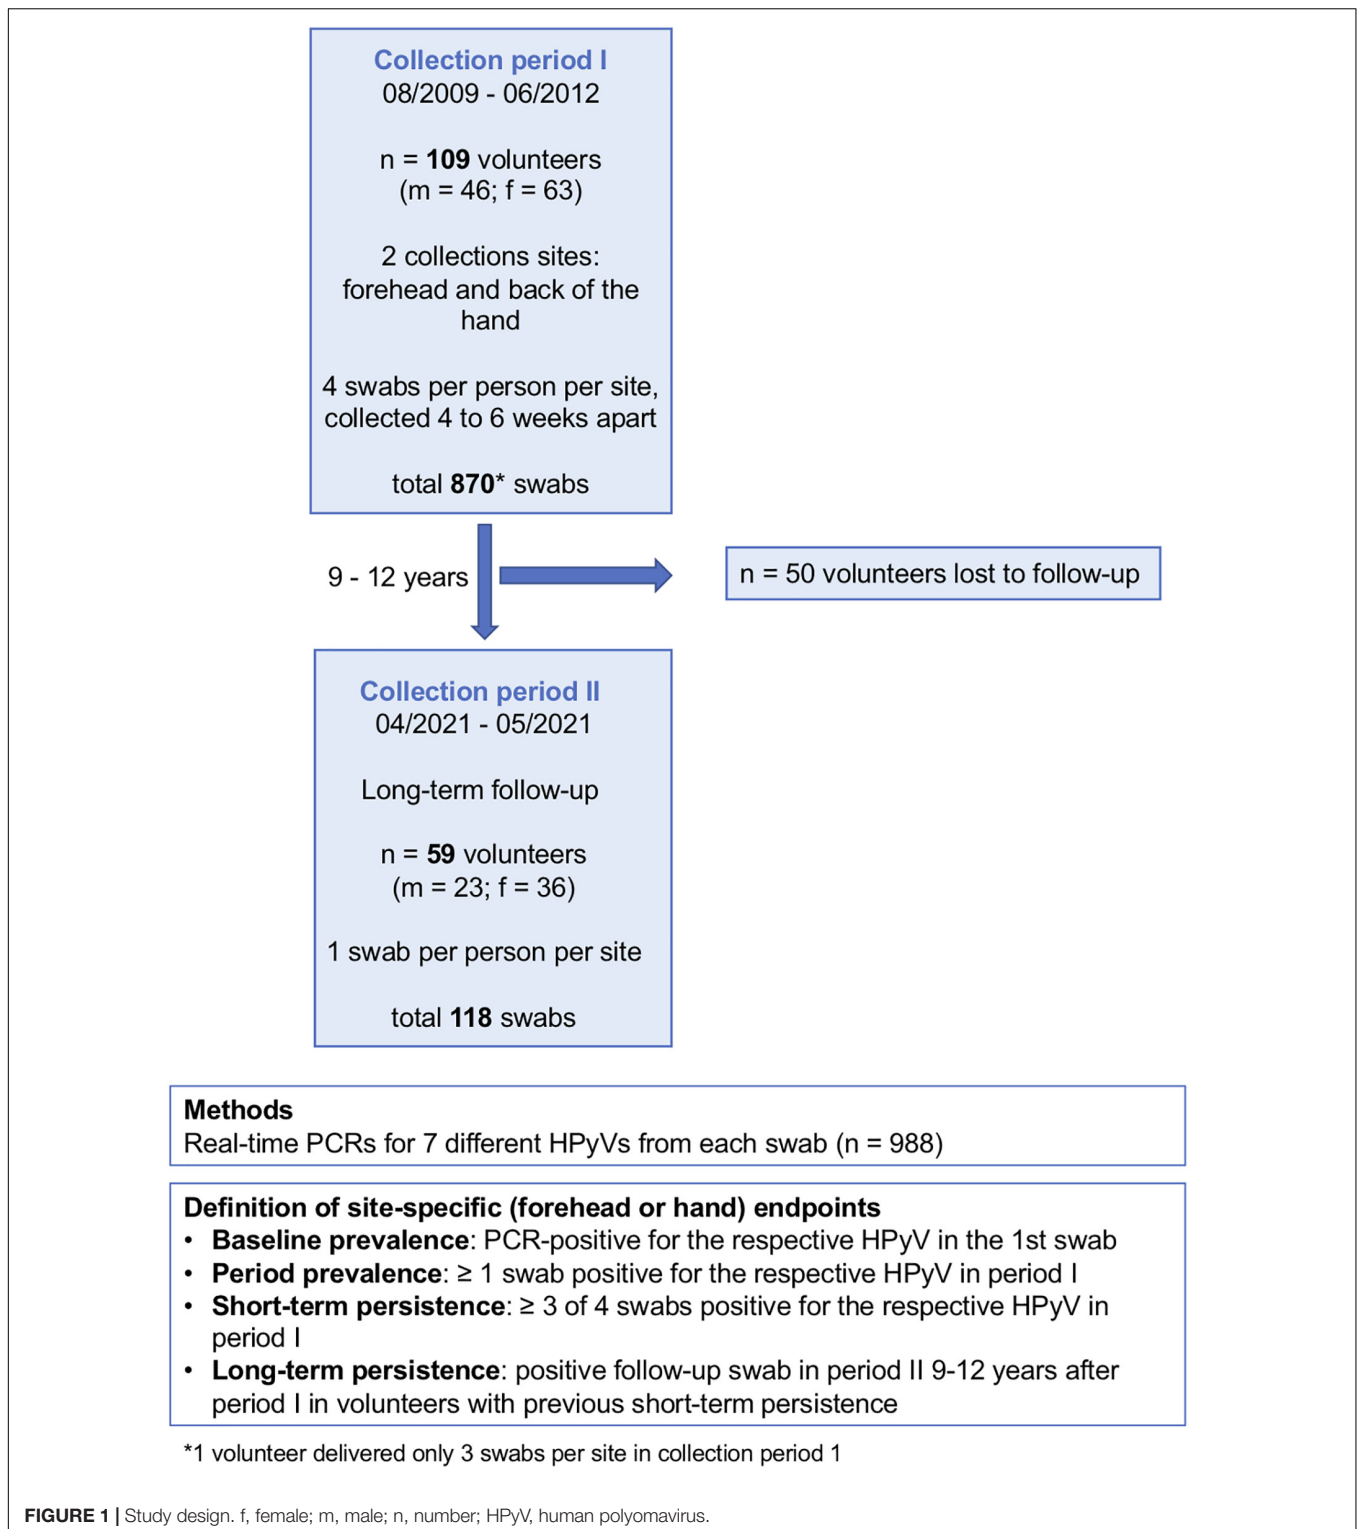 Collection period I
08/2009 - 06/2012
n = 109 volunteers
(m = 46; f = 63)
2 collections sites:
forehead and back of the
hand
4 swabs per person per site,
collected 4 to 6 weeks apart
total 870* swabs
9 - 12 years
n = 50 volunteers lost to follow-up
Collection period II
04/2021 - 05/2021
Long-term follow-up
n = 59 volunteers
(m = 23; f = 36)
1 swab per person per site
total 118 swabs
Methods
Real-time PCRs for 7 different HPyVs from each swab (n = 988)
Definition of site-specific (forehead or hand) endpoints
• Baseline prevalence: PCR-positive for the respective HPyV in the 1st swab
• Period prevalence: ≥ 1 swab positive for the respective HPyV in period I
• Short-term persistence: ≥ 3 of 4 swabs positive for the respective HPyV in
period I
• Long-term persistence: positive follow-up swab in period II 9-12 years after
period I in volunteers with previous short-term persistence
*1 volunteer delivered only 3 swabs per site in collection period 1
FIGURE 1 | Study design. f, female; m, male; n, number; HPyV, human polyomavirus.